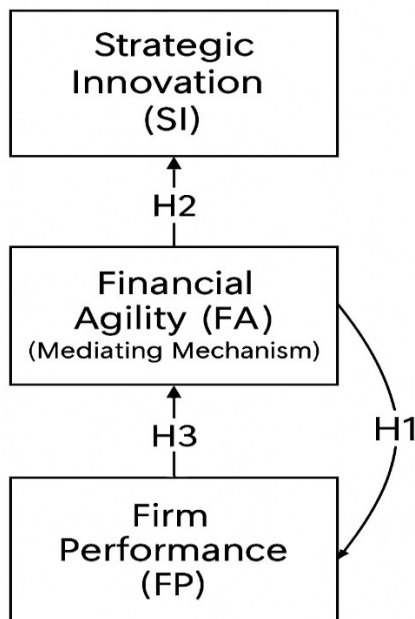 Strategic
Innovation
(SI)
H2
Financial
Agility (FA)
(Mediating Mechanism)
H3
H1
Firm
Performance
(FP)